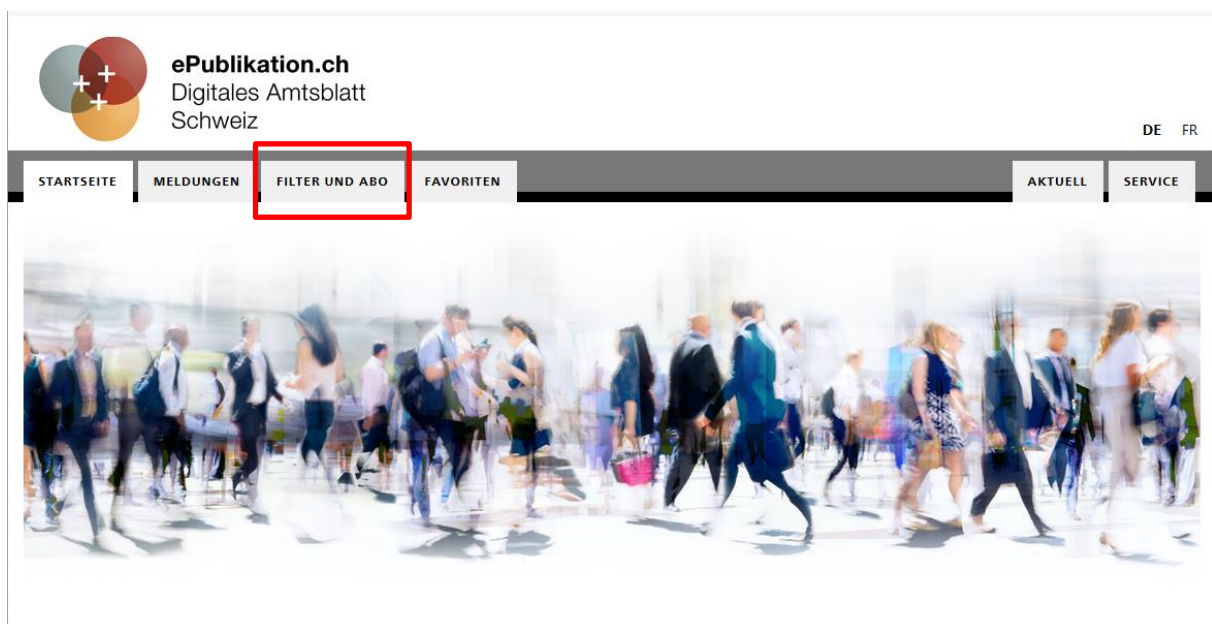 ePublikation.ch
Digitales Amtsblatt
Schweiz
DE FR
STARTSEITE MELDUNGEN FILTER UND ABO FAVORITEN AKTUELL SERVICE